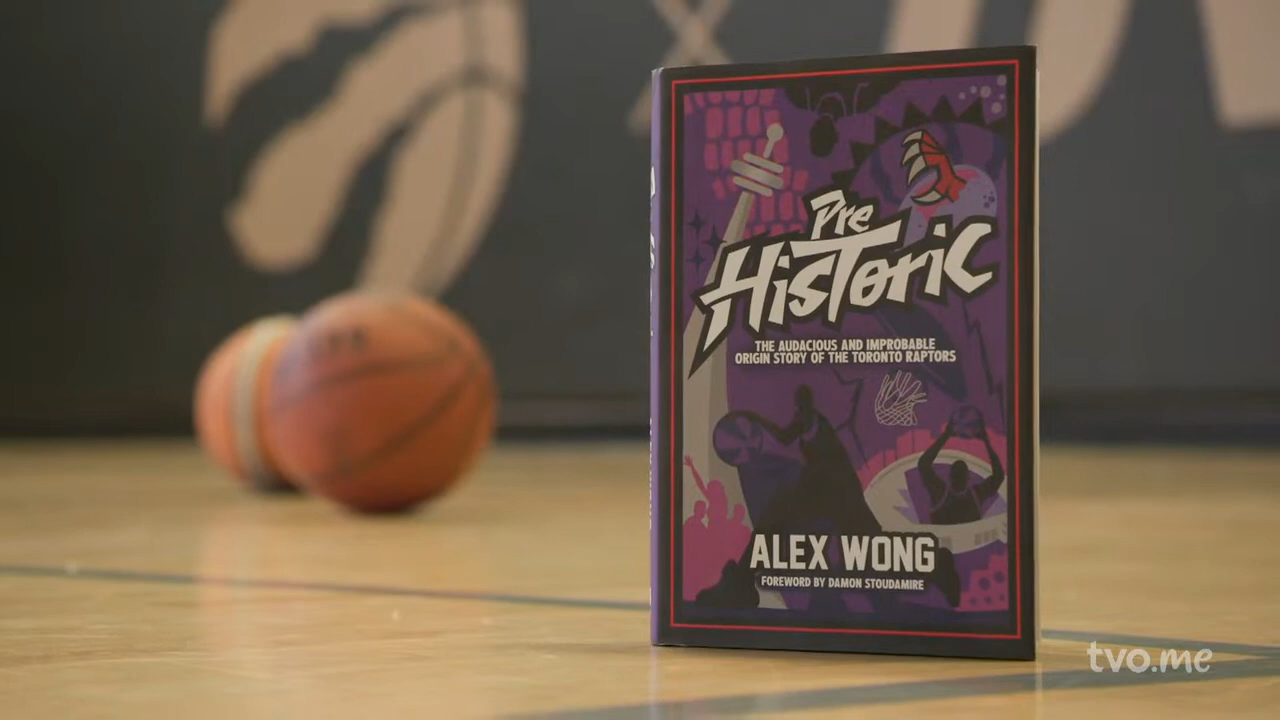 Pre
Historic
THE AUDACIOUS AND IMPROBABLE
ORIGIN STORY OF THE TORONTO RAPTORS
ALEX WONG
FOREWORD BY DAMON STOUDAMIRE
tvo.me